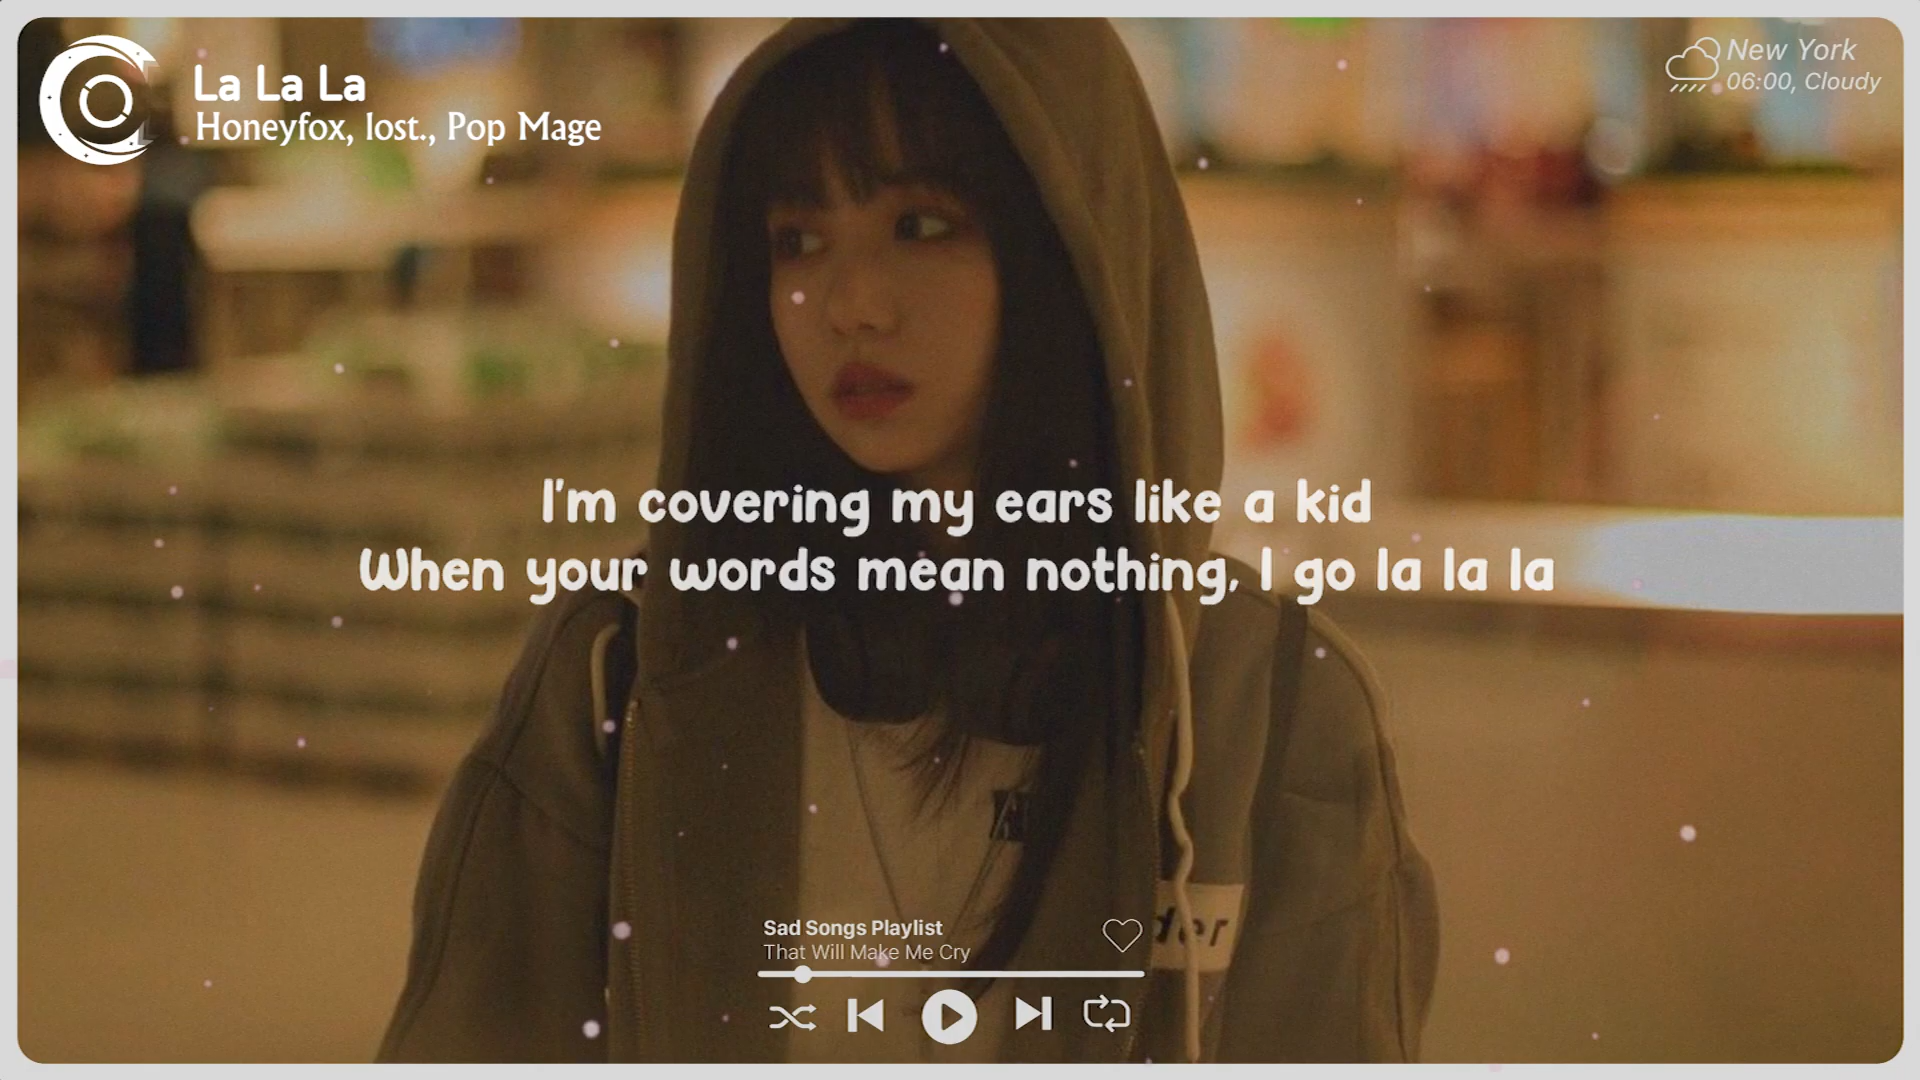 La La La
Honeyfox, lost., Pop Mage
New York
06:00, Cloudy
I'm covering my ears like a kid
When your words mean nothing, I go la la la
Sad Songs Playlist
That Will Make Me Cry
der